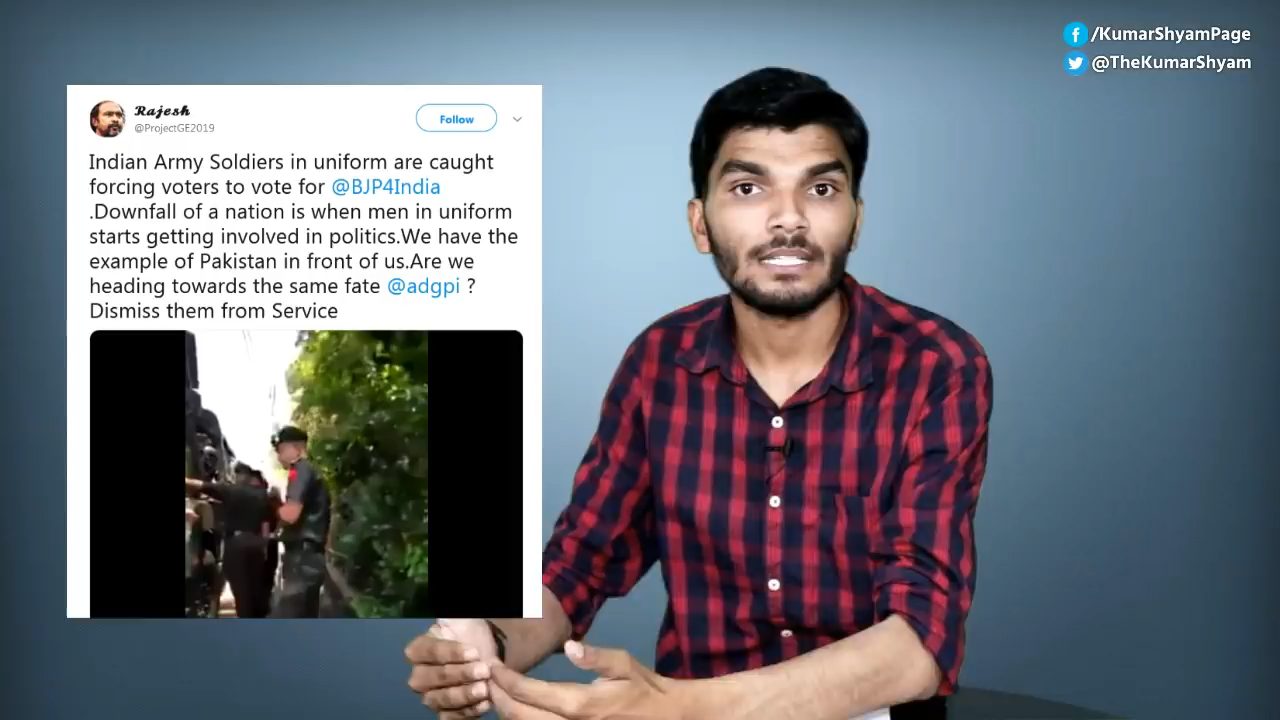 /KumarShyamPage
@TheKumarShyam
Rajesh
@ProjectGE2019
Follow
Indian Army Soldiers in uniform are caught
forcing voters to vote for @BJP4India
.Downfall of a nation is when men in uniform
starts getting involved in politics.We have the
example of Pakistan in front of us.Are we
heading towards the same fate @adgpi ?
Dismiss them from Service